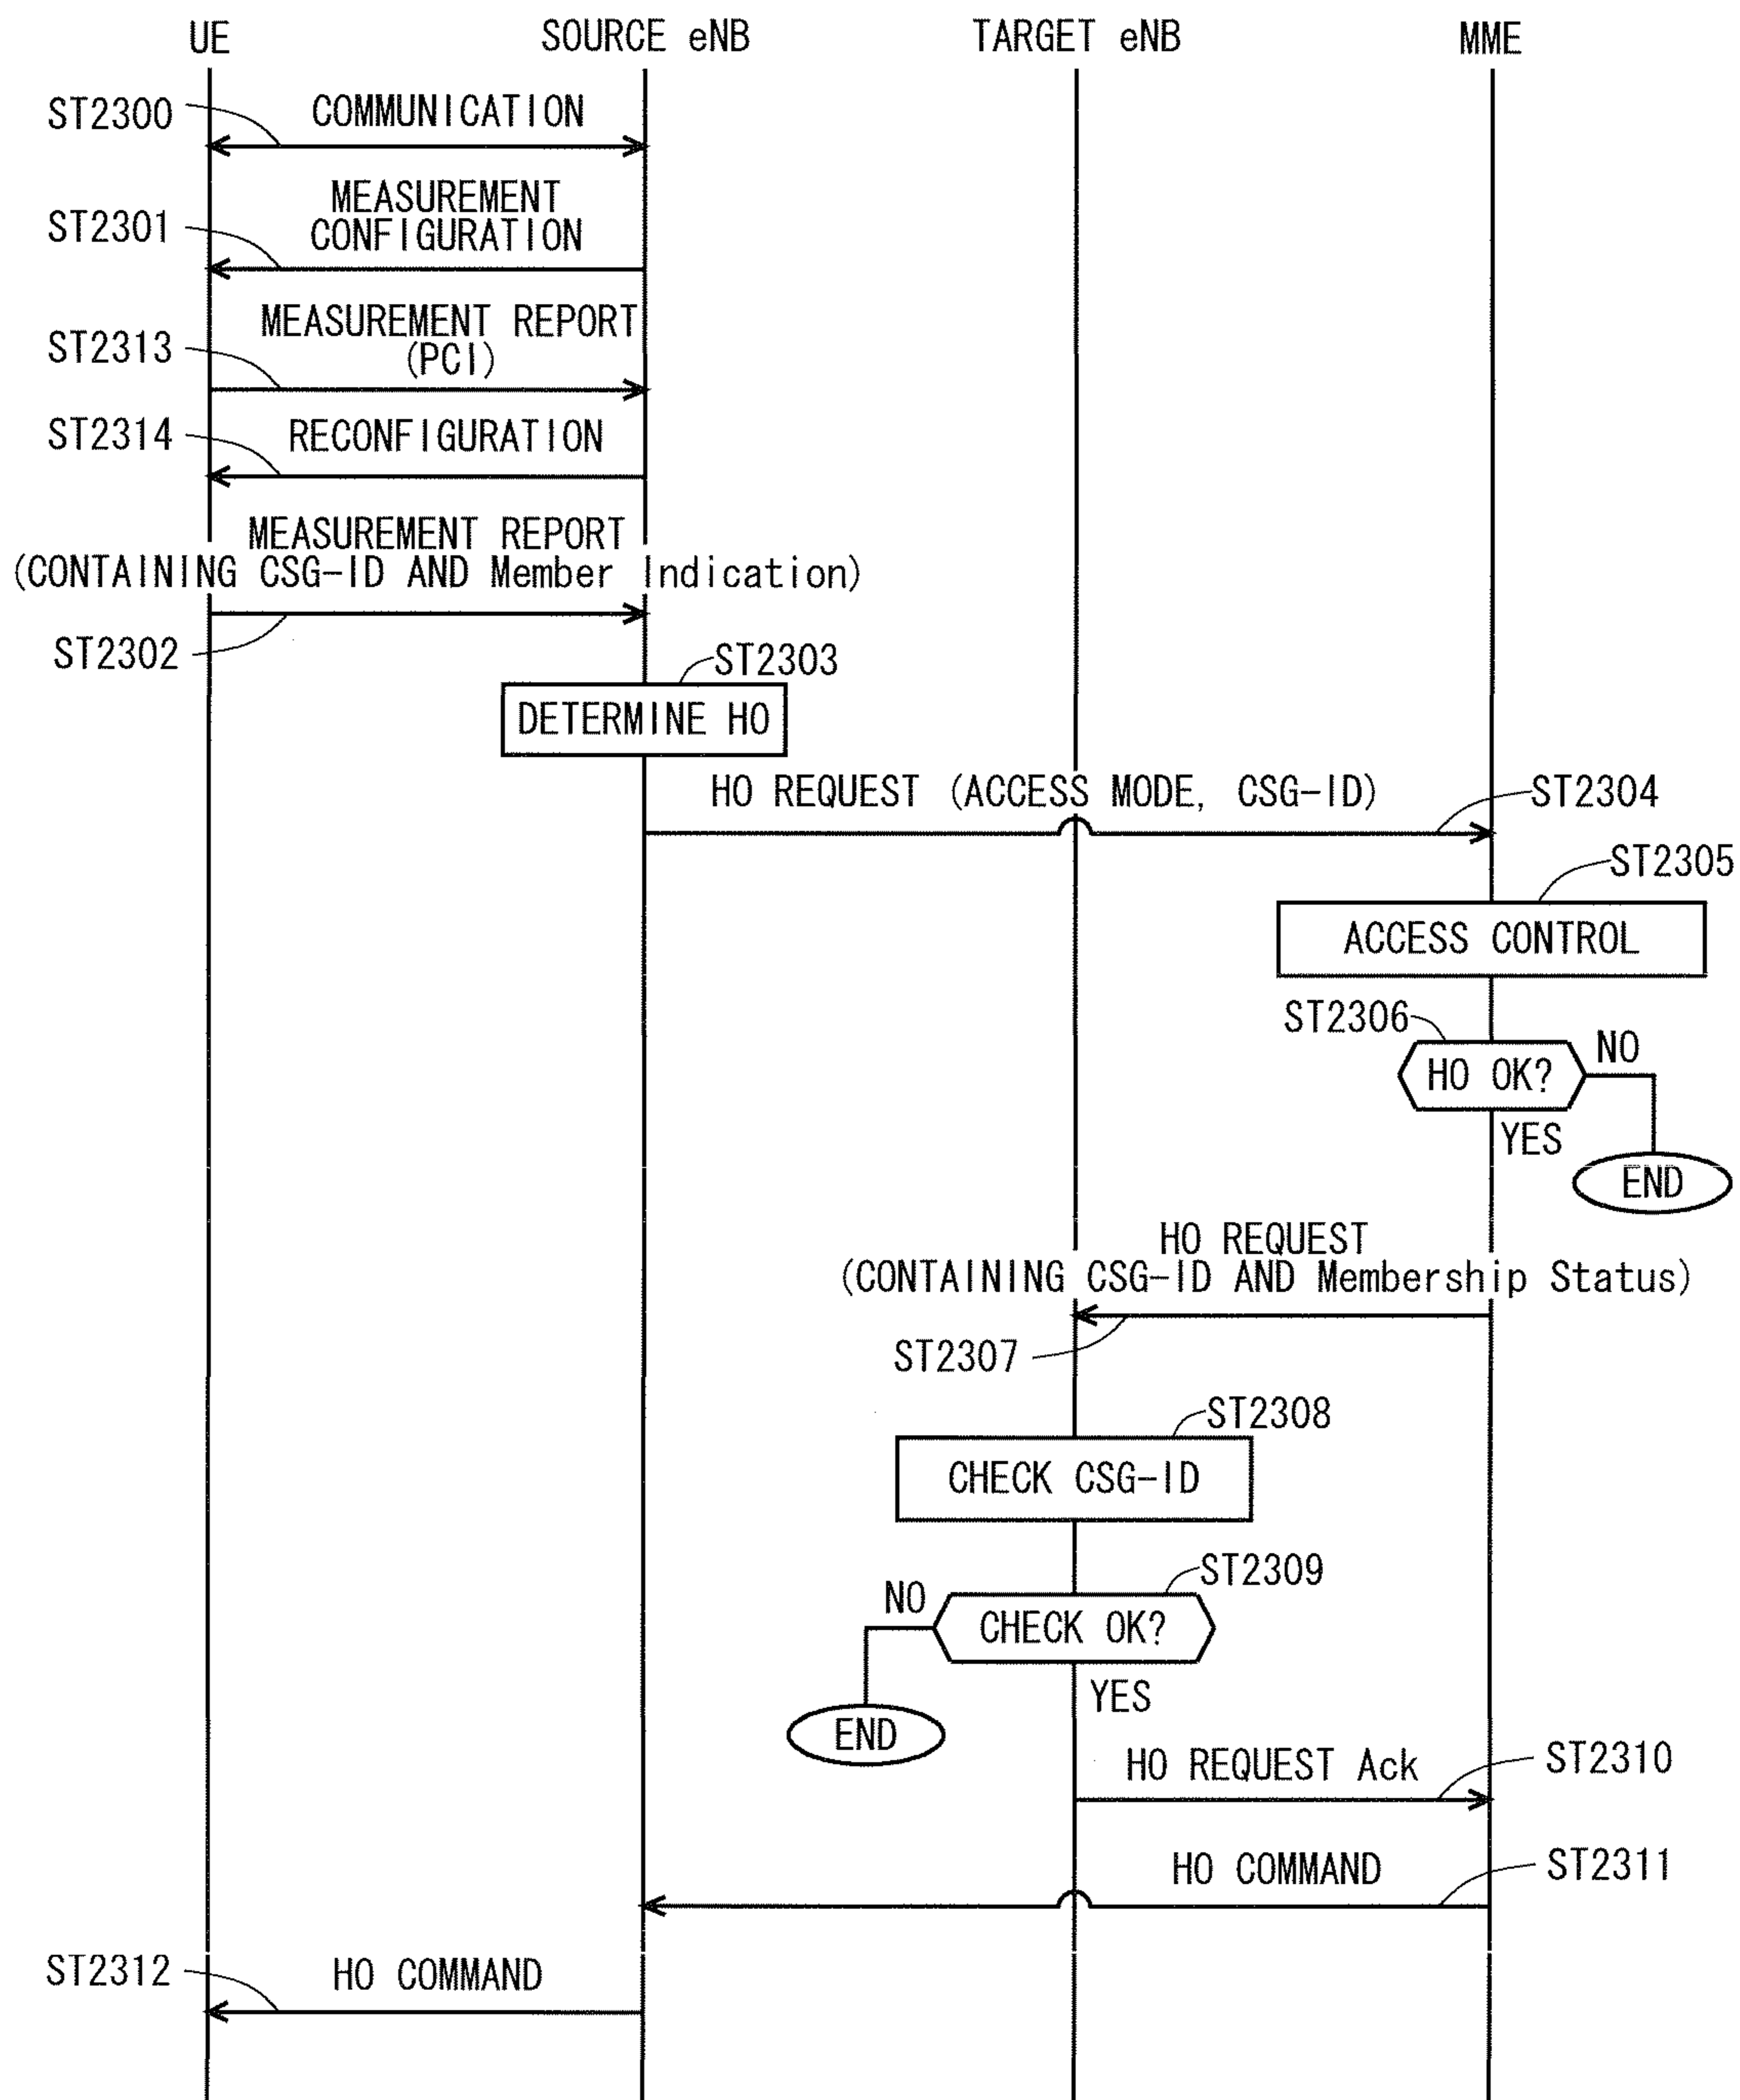 UE SOURCE eNB TARGET eNB MME
ST2300 COMMUNICATION
MEASUREMENT
ST2301 CONFIGURATION
MEASUREMENT REPORT
ST2313 (PCI)
ST2314 RECONFIGURATION
MEASUREMENT REPORT
(CONTAINING CSG-ID AND Member Indication)
ST2302
ST2303
DETERMINE HO
HO REQUEST (ACCESS MODE, CSG-ID) ST2304
ST2305
ACCESS CONTROL
ST2306
NO
HO OK?
YES
END
HO REQUEST
(CONTAINING CSG-ID AND Membership Status)
ST2307
ST2308
CHECK CSG-ID
ST2309
NO
CHECK OK?
YES
END
HO REQUEST Ack ST2310
HO COMMAND ST2311
ST2312 HO COMMAND